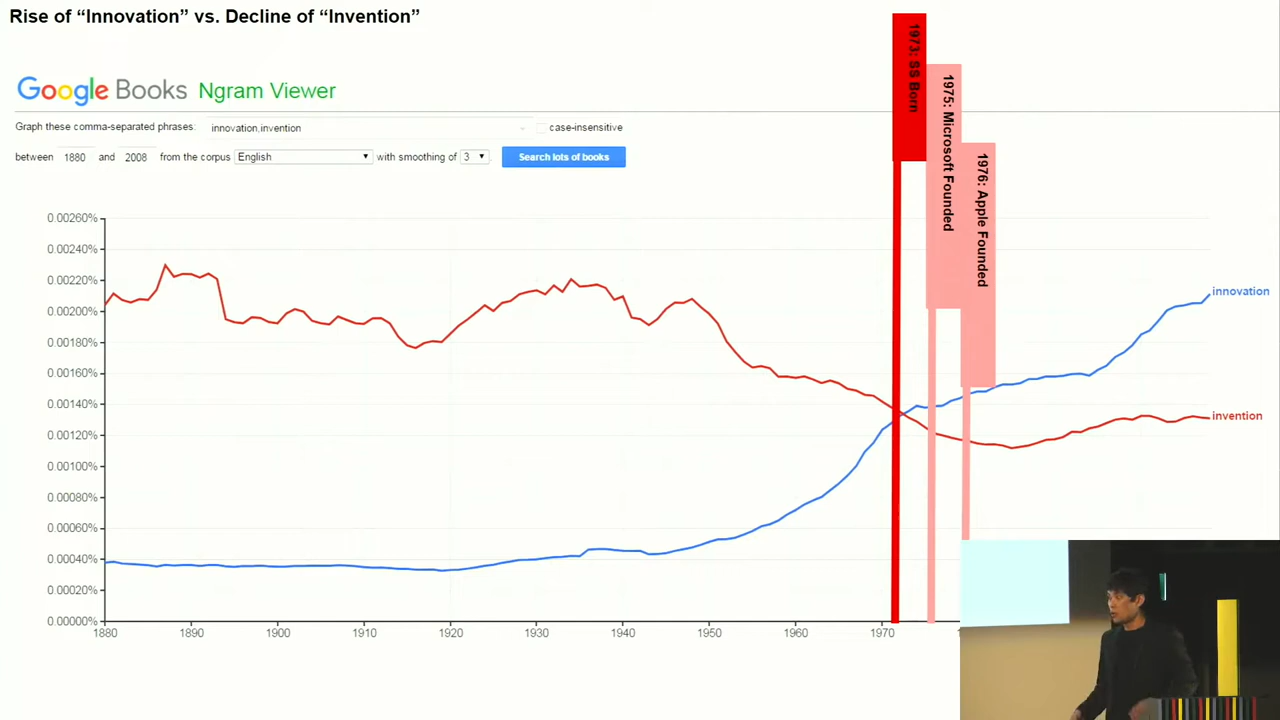 Rise of “Innovation” vs. Decline of “Invention”
Google Books Ngram Viewer
Graph these comma-separated phrases: innovation,invention case-insensitive
between 1880 and 2008 from the corpus English with smoothing of 3 Search lots of books
1973: SS Born
1975: Microsoft Founded
1976: Apple Founded
0.00260%
0.00240%
0.00220%
0.00200%
0.00180%
0.00160%
0.00140%
0.00120%
0.00100%
0.00080%
0.00060%
0.00040%
0.00020%
0.00000%
innovation
invention
1880 1890 1900 1910 1920 1930 1940 1950 1960 1970